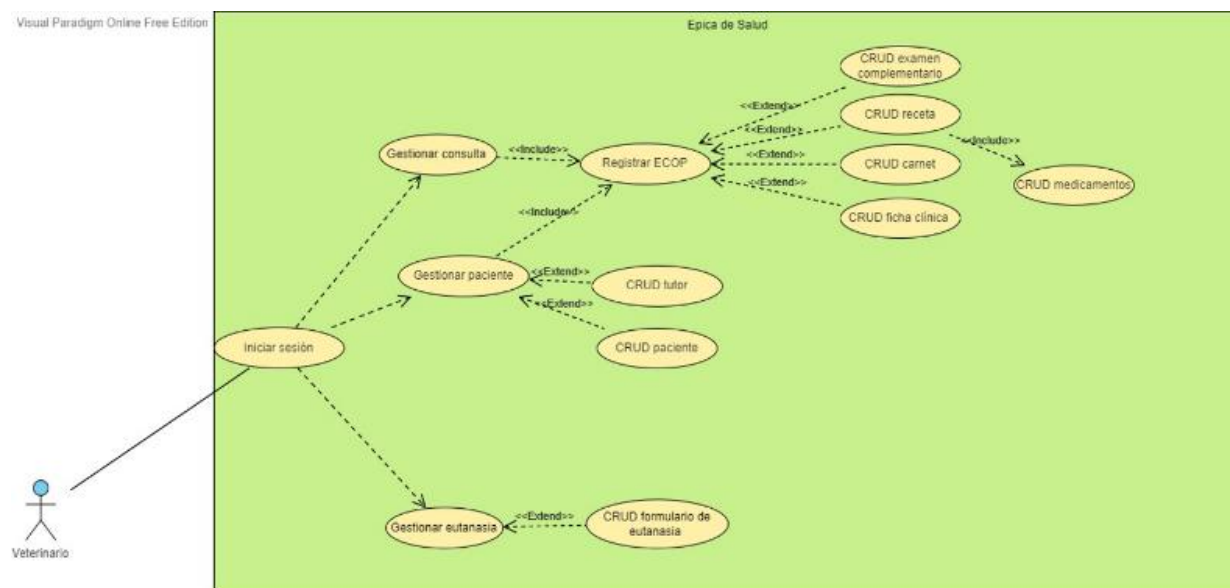 Visual Paradigm Online Free Edition
Epica de Salud
CRUD examen
complementario
<<Extend>>
CRUD receta
<<Extend>>
<<Include>>
Gestionar consulta
<<Include>>
Registrar ECOP
<<Extend>>
CRUD carnet
CRUD medicamentos
<<Extend>>
CRUD ficha clínica
<<Include>>
Gestionar paciente
<<Extend>>
CRUD tutor
<<Extend>>
Iniciar sesión
CRUD paciente
Gestionar eutanasia
<<Extend>>
CRUD formulario de
eutanasia
Veterinario